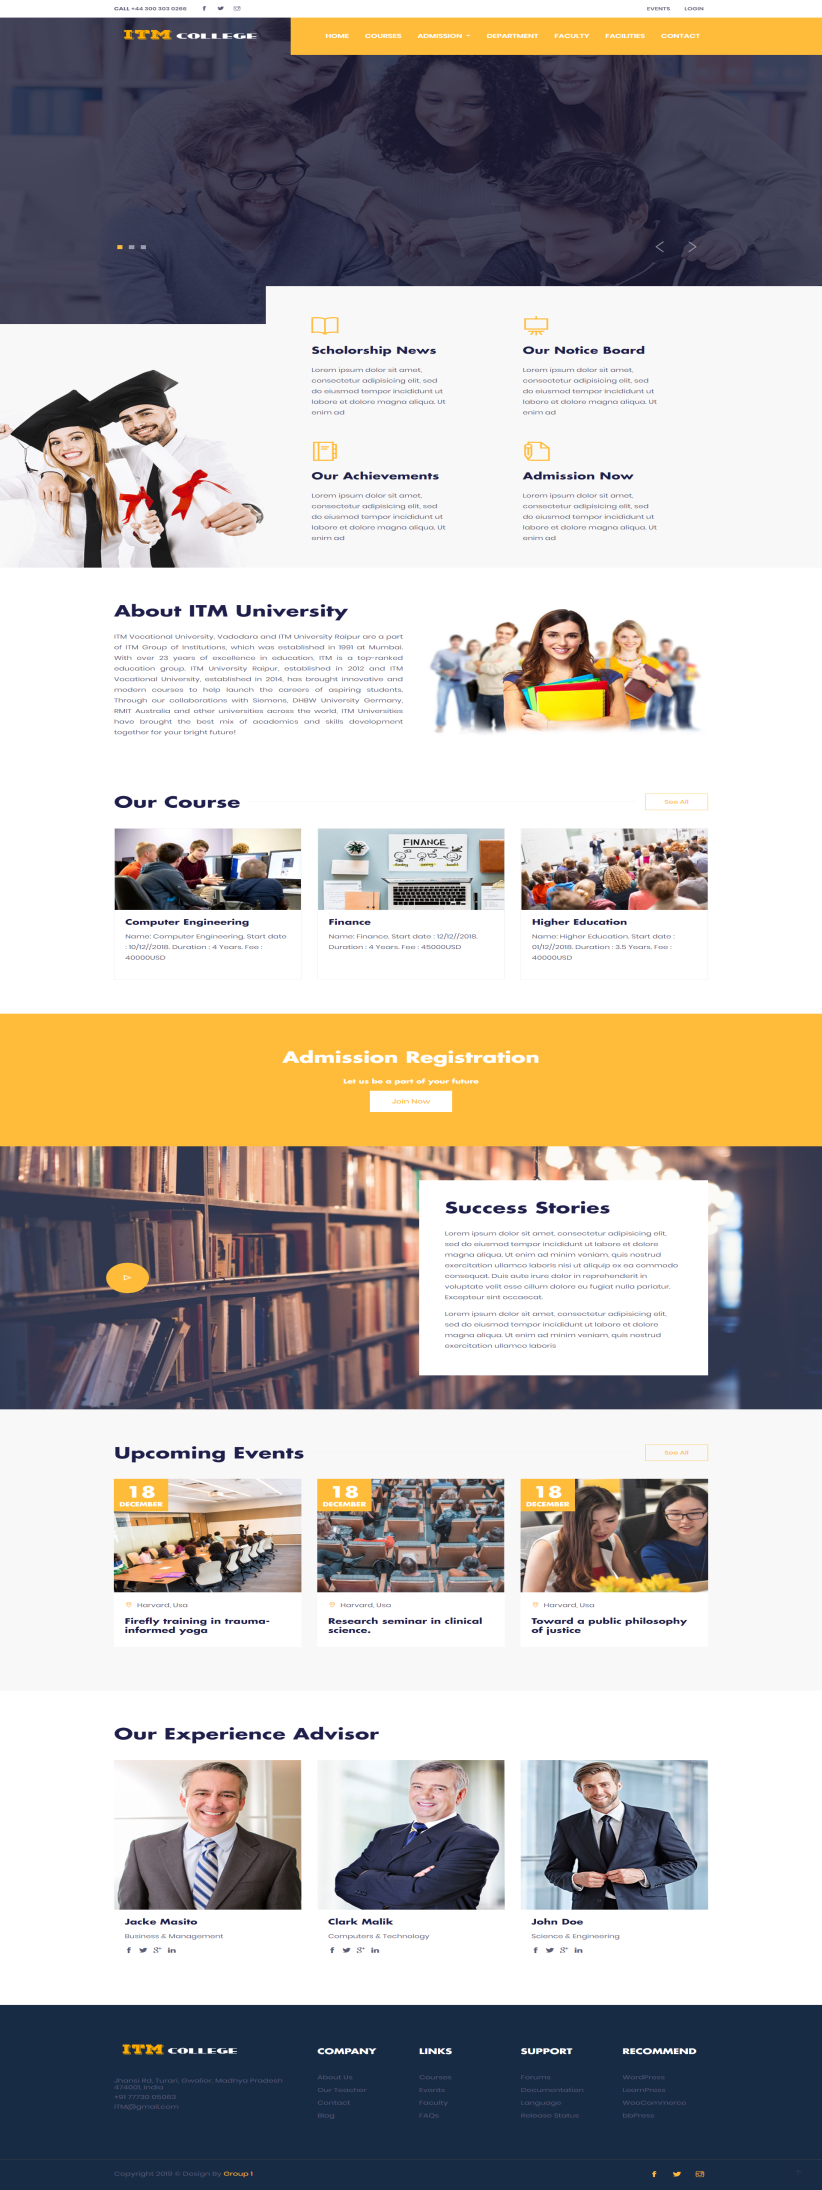 CALL +44 300 303 0266
EVENTS LOGIN
ITM COLLEGE
HOME COURSES ADMISSION DEPARTMENT FACULTY FACILITIES CONTACT
Scholorship News
Lorem ipsum dolor sit amet,
consectetur adipisicing elit, sed
do eiusmod tempor incididunt ut
labore et dolore magna aliqua. Ut
enim ad
Our Notice Board
Lorem ipsum dolor sit amet,
consectetur adipisicing elit, sed
do eiusmod tempor incididunt ut
labore et dolore magna aliqua. Ut
enim ad
Our Achievements
Lorem ipsum dolor sit amet,
consectetur adipisicing elit, sed
do eiusmod tempor incididunt ut
labore et dolore magna aliqua. Ut
enim ad
Admission Now
Lorem ipsum dolor sit amet,
consectetur adipisicing elit, sed
do eiusmod tempor incididunt ut
labore et dolore magna aliqua. Ut
enim ad
About ITM University
ITM Vocational University, Vadodara and ITM University Raipur are a part
of ITM Group of Institutions, which was established in 1991 at Mumbai.
With over 23 years of excellence in education, ITM is a top-ranked
education group. ITM University Raipur, established in 2012 and ITM
Vocational University, established in 2014, has brought innovative and
modern courses to help launch the careers of aspiring students.
Through our collaborations with Siemens, DHBW University Germany,
RMIT Australia and other universities across the world, ITM Universities
have brought the best mix of academics and skills development
together for your bright future!
Our Course
See All
FINANCE
Computer Engineering
Name: Computer Engineering, Start date
: 10/12//2018, Duration : 4 Years. Fee :
40000USD
Finance
Name: Finance, Start date : 12/12//2018,
Duration : 4 Years. Fee : 45000USD
Higher Education
Name: Higher Education, Start date :
01/12//2018, Duration : 3.5 Years. Fee :
40000USD
Admission Registration
Let us be a part of your future
Join Now
Success Stories
Lorem ipsum dolor sit amet, consectetur adipisicing elit,
sed do eiusmod tempor incididunt ut labore et dolore
magna aliqua. Ut enim ad minim veniam, quis nostrud
exercitation ullamco laboris nisi ut aliquip ex ea commodo
consequat. Duis aute irure dolor in reprehenderit in
voluptate velit esse cillum dolore eu fugiat nulla pariatur.
Excepteur sint occaecat.
Lorem ipsum dolor sit amet, consectetur adipisicing elit,
sed do eiusmod tempor incididunt ut labore et dolore
magna aliqua. Ut enim ad minim veniam, quis nostrud
exercitation ullamco laboris
Upcoming Events
See All
18
DECEMBER
Harvard, Usa
Firefly training in trauma-
informed yoga
18
DECEMBER
Harvard, Usa
Research seminar in clinical
science.
18
DECEMBER
Harvard, Usa
Toward a public philosophy
of justice
Our Experience Advisor
Jacke Masito
Business & Management
Clark Malik
Computers & Technology
John Doe
Science & Engineering
ITM COLLEGE
Jhansi Rd, Turari, Gwalior, Madhya Pradesh
474001, India
+91 77730 05063
ITM@gmail.com
COMPANY
About Us
Our Teacher
Contact
Blog
LINKS
Courses
Events
Faculty
FAQs
SUPPORT
Forums
Documentation
Language
Release Status
RECOMMEND
WordPress
LearnPress
WooCommerce
bbPress
Copyright 2019 © Design By Group 1